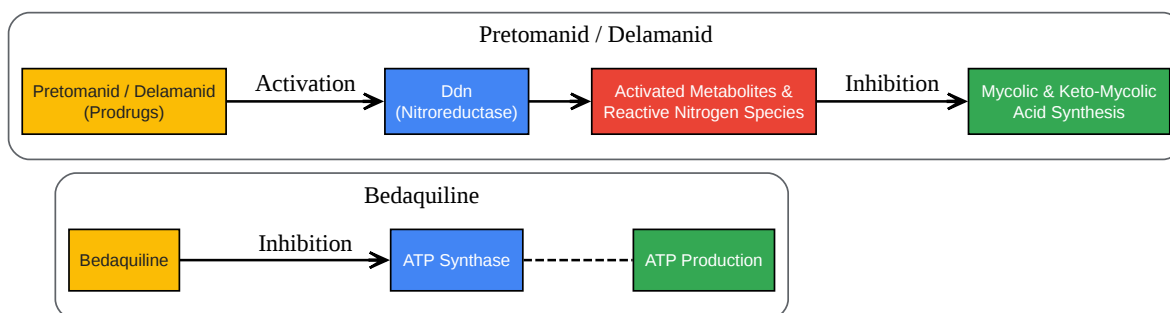 Pretomanid / Delamanid
Pretomanid / Delamanid
(Prodrugs)
Activation
Ddn
(Nitroreductase)
Activated Metabolites &
Reactive Nitrogen Species
Inhibition
Mycolic & Keto-Mycolic
Acid Synthesis
Bedaquiline
Bedaquiline
Inhibition
ATP Synthase
ATP Production